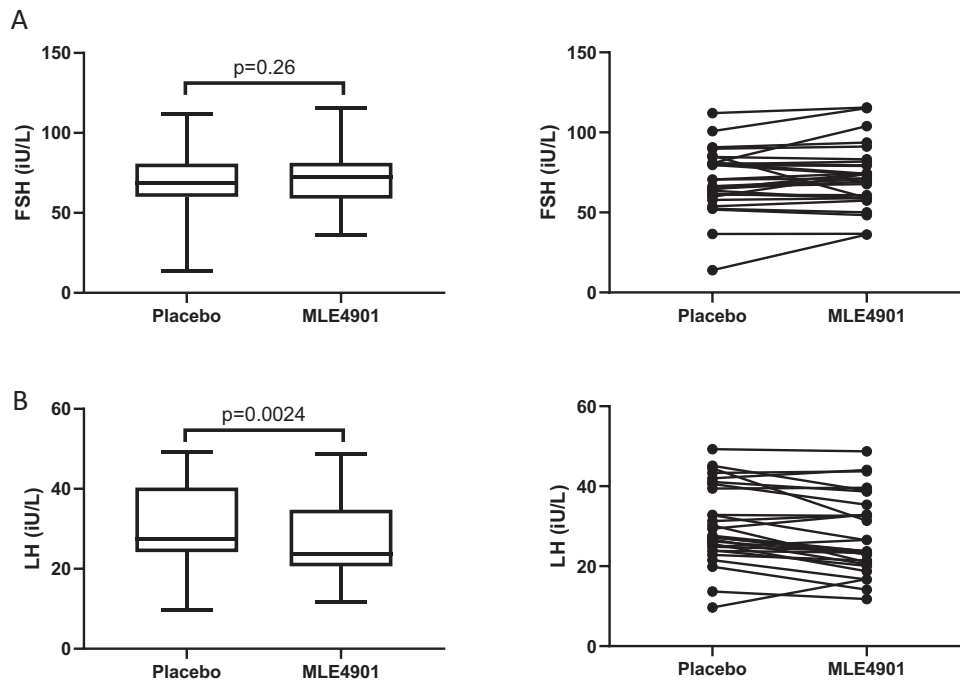 A
150
100
50
0
FSH (iU/L)
p=0.26
Placebo
MLE4901
150
100
50
0
FSH (iU/L)
Placebo
MLE4901
B
60
40
20
0
LH (iU/L)
p=0.0024
Placebo
MLE4901
60
40
20
0
LH (iU/L)
Placebo
MLE4901